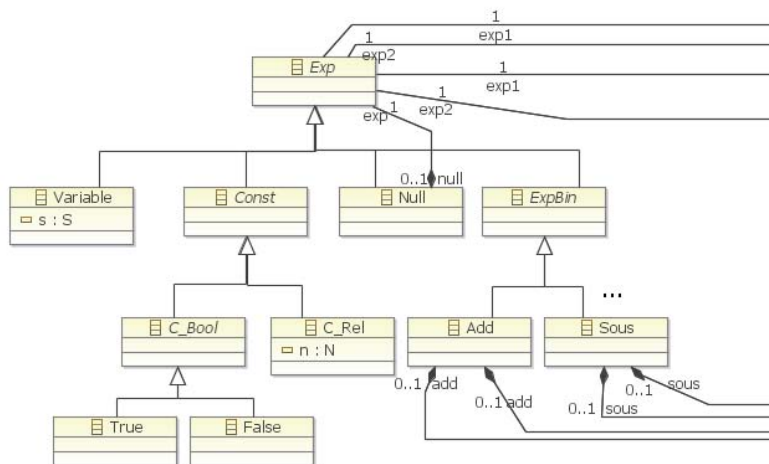 1
1
exp1
exp2
Exp
1
exp1
1
exp2
1
exp
0..1 null
Variable
s : S
Const
Null
ExpBin
...
C_Bool
C_Rel
n : N
Add
Sous
0..1 add
0..1 add
0..1 sous
0..1 sous
True
False